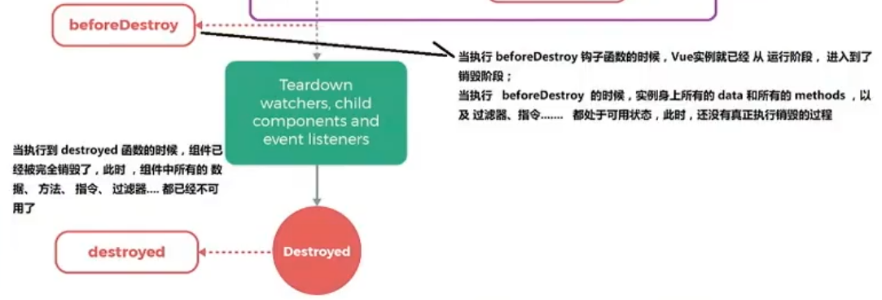 beforeDestroy
当执行 beforeDestroy 钩子函数的时候，Vue实例就已经 从 运行阶段， 进入到了
销毁阶段；
当执行 beforeDestroy 的时候，实例身上所有的 data 和所有的 methods ，以
及 过滤器、指令....... 都处于可用状态，此时，还没有真正执行销毁的过程
Teardown
watchers, child
components and
event listeners
当执行到 destroyed 函数的时候，组件已
经被完全销毁了，此时 ，组件中所有的 数
据、 方法、 指令、 过滤器.... 都已经不可
用了
destroyed
Destroyed